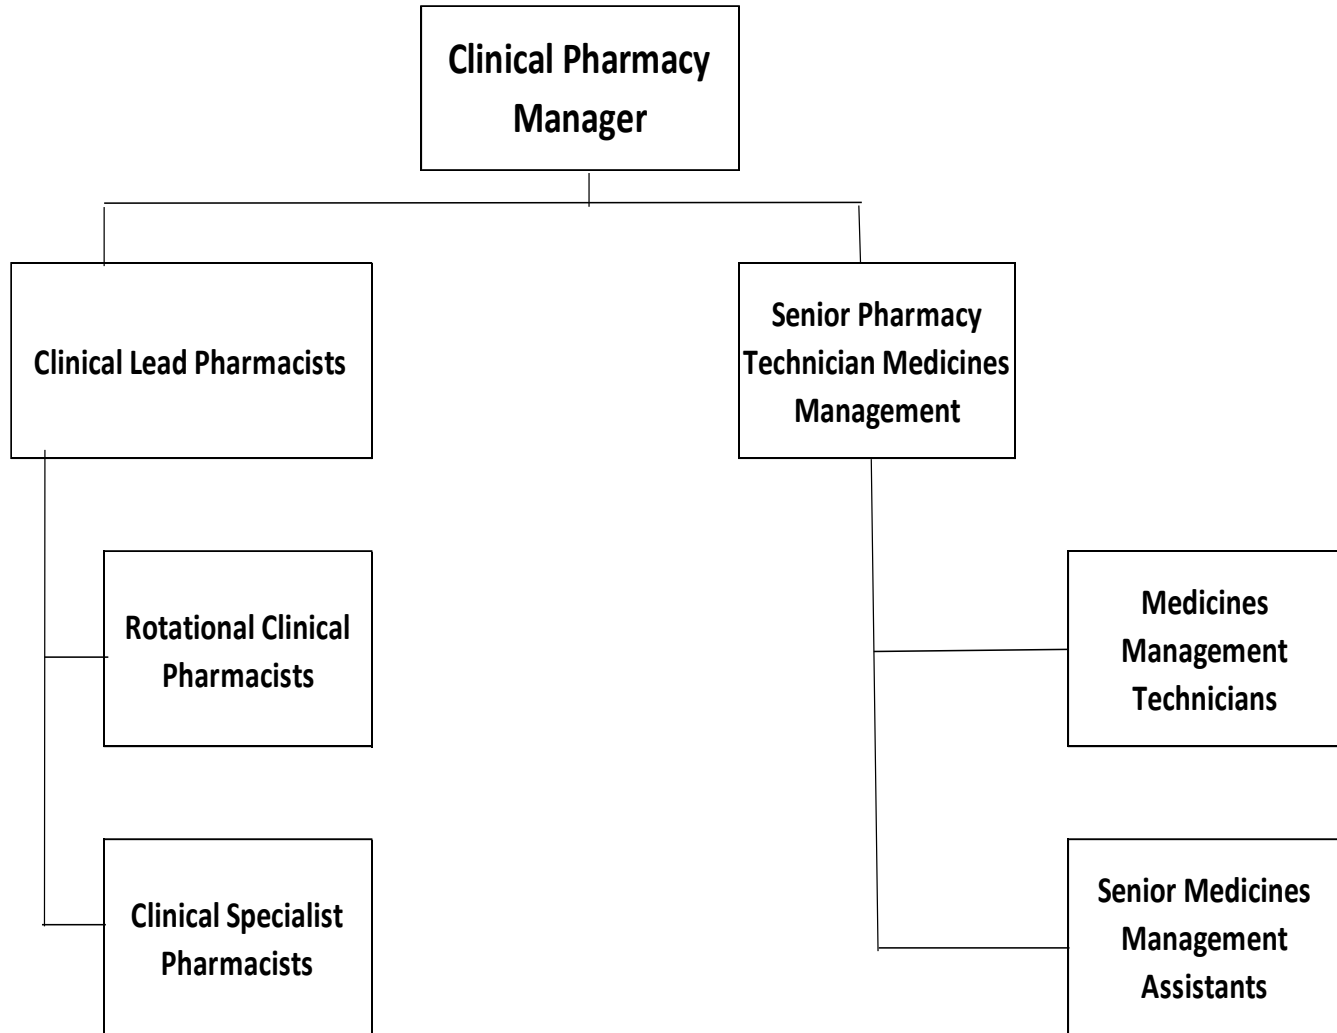 Clinical Pharmacy
Manager
Clinical Lead Pharmacists
Senior Pharmacy
Technician Medicines
Management
Rotational Clinical
Pharmacists
Medicines
Management
Technicians
Clinical Specialist
Pharmacists
Senior Medicines
Management
Assistants